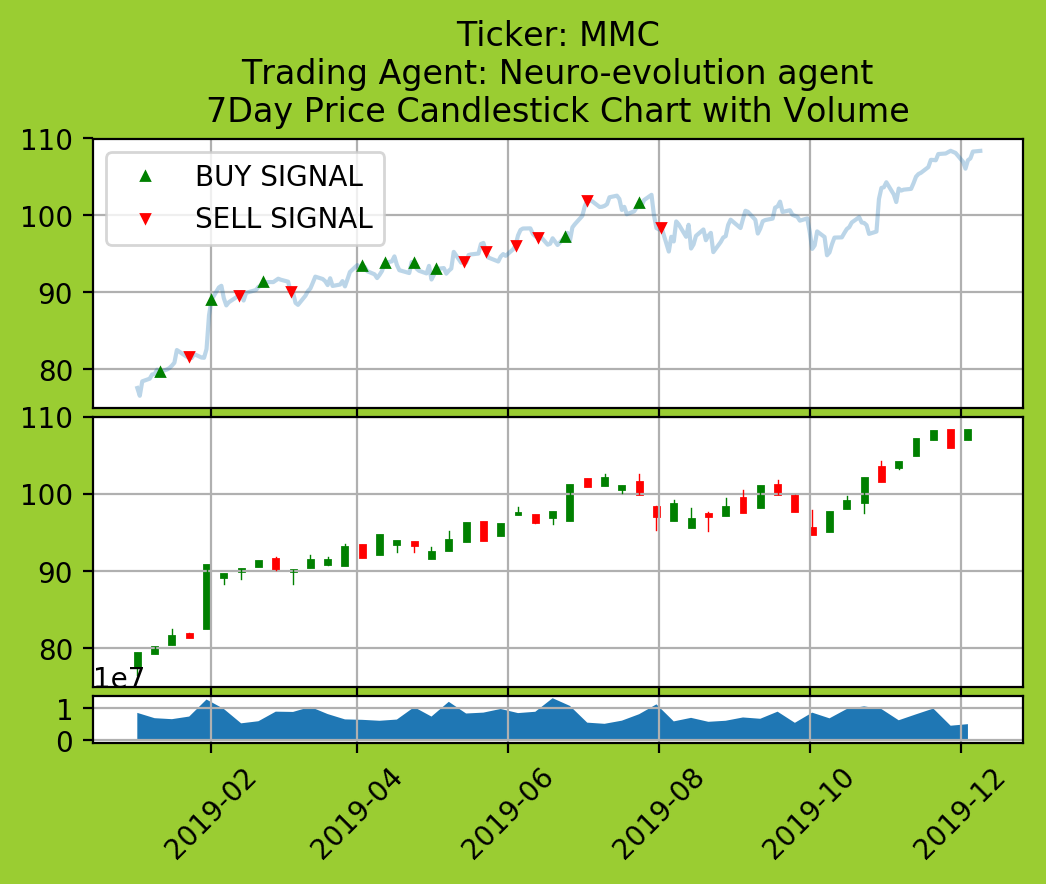 Ticker: MMC
Trading Agent: Neuro-evolution agent
7Day Price Candlestick Chart with Volume
110
BUY SIGNAL
SELL SIGNAL
100
90
80
110
100
90
80
1e7
1
0
2019-02
2019-04
2019-06
2019-08
2019-10
2019-12